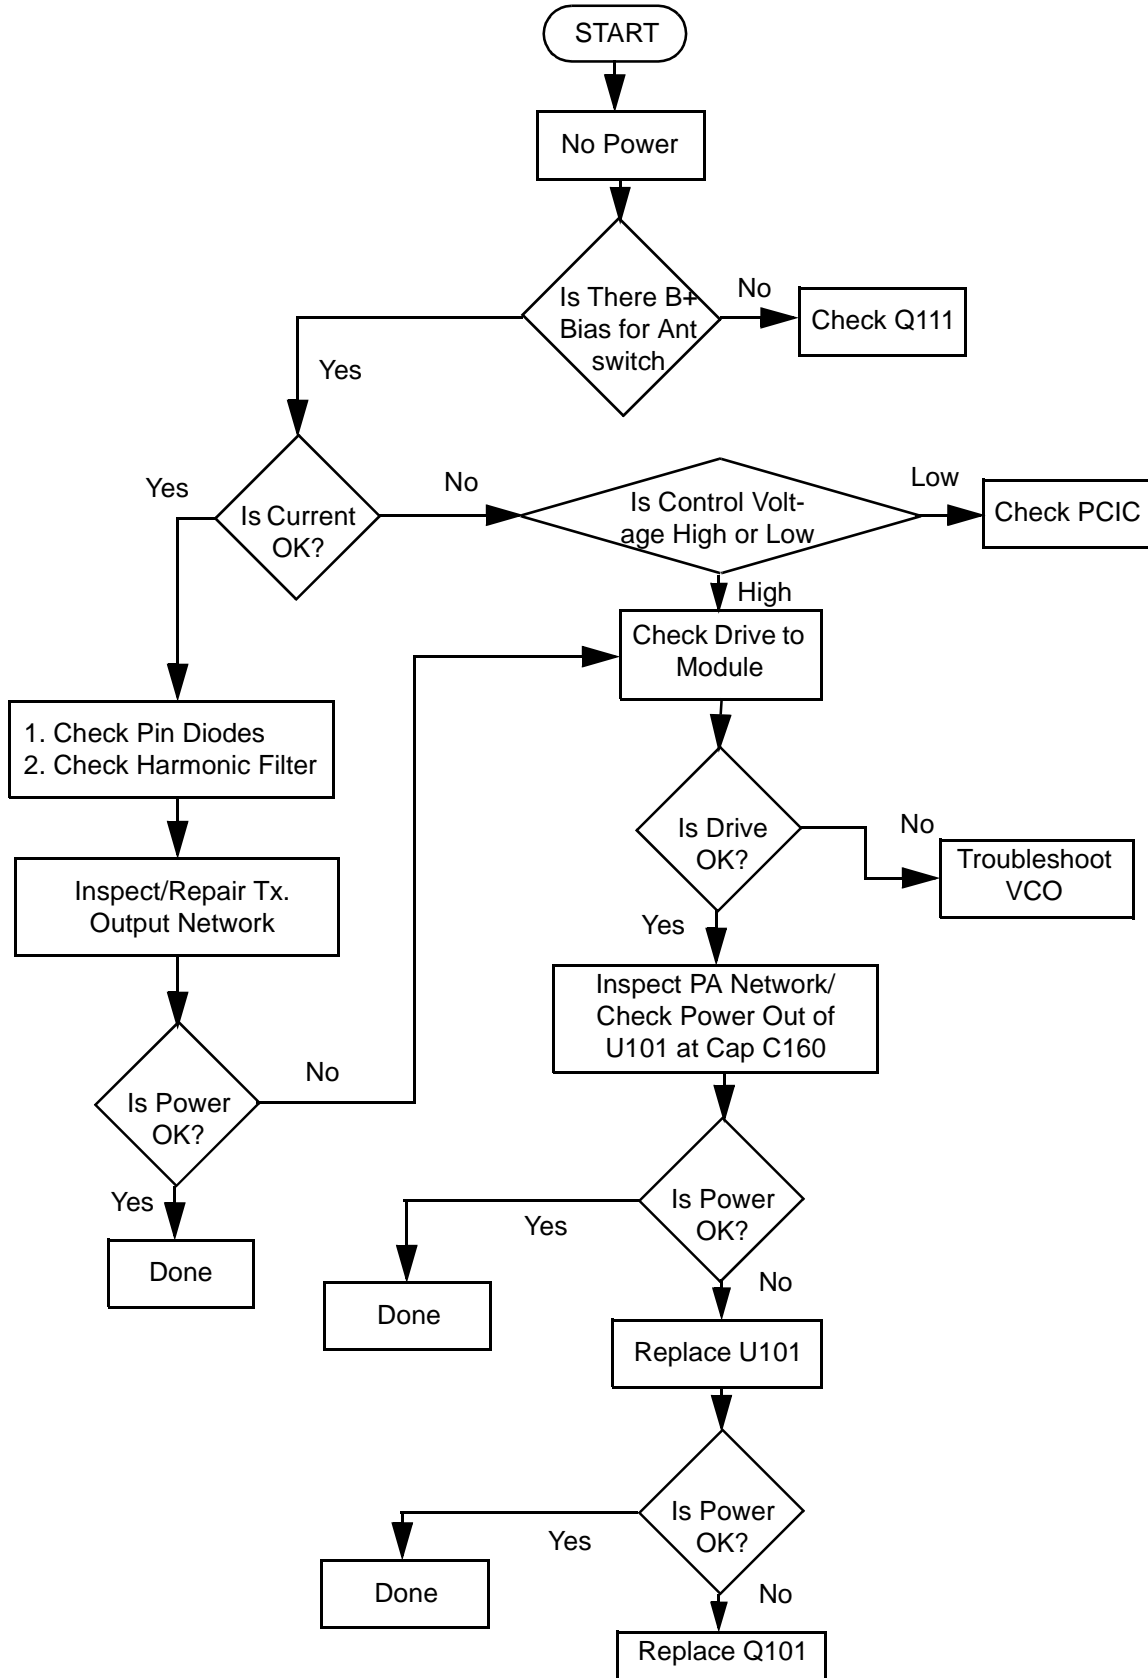 START
No Power
Is There B+
Bias for Ant
switch
No
Check Q111
Yes
Is Current
OK?
Yes
No
Is Control Volt-
age High or Low
Low
Check PCIC
High
Check Drive to
Module
1. Check Pin Diodes
2. Check Harmonic Filter
Is Drive
OK?
No
Troubleshoot
VCO
Inspect/Repair Tx.
Output Network
Yes
Inspect PA Network/
Check Power Out of
U101 at Cap C160
Is Power
OK?
No
Yes
Done
Is Power
OK?
Yes
Done
No
Replace U101
Is Power
OK?
Yes
Done
No
Replace Q101